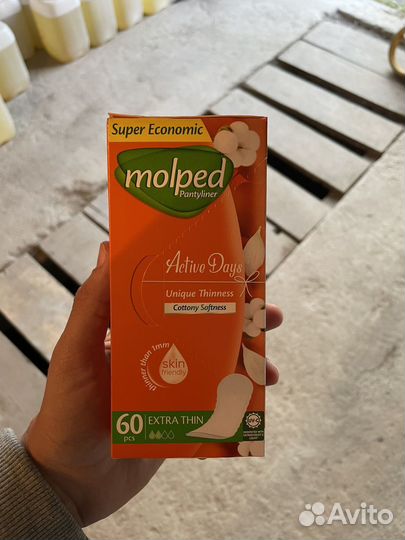 Super Economic
molped
Pantyliner
Active Days
Unique Thinness
Cottony Softness
thinner than 1mm
skin
friendly
60
pcs
EXTRA THIN
Avito